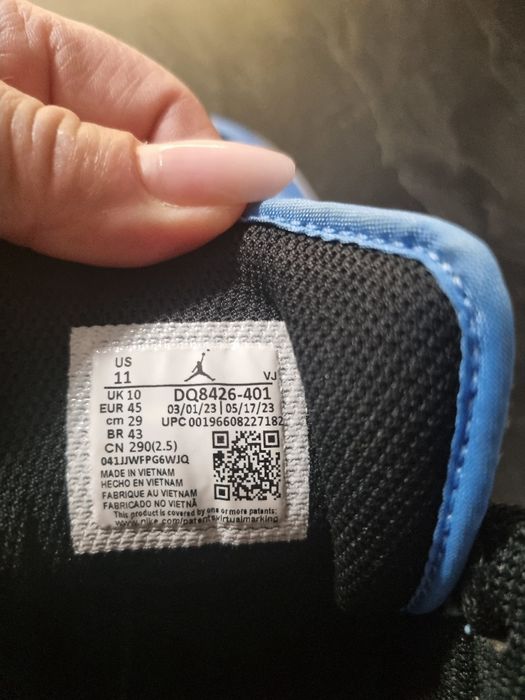 US
11
VJ
UK 10
DQ8426-401
EUR 45
03/01/23 | 05/17/23
cm 29
UPC 00196608227182
BR 43
CN 290(2.5)
041JJWFPG6WJQ
MADE IN VIETNAM
HECHO EN VIETNAM
FABRIQUE AU VIETNAM
FABRICADO NO VIETNÃ
This product is covered by one or more patents:
www.nike.com/patentsvirtualmarking